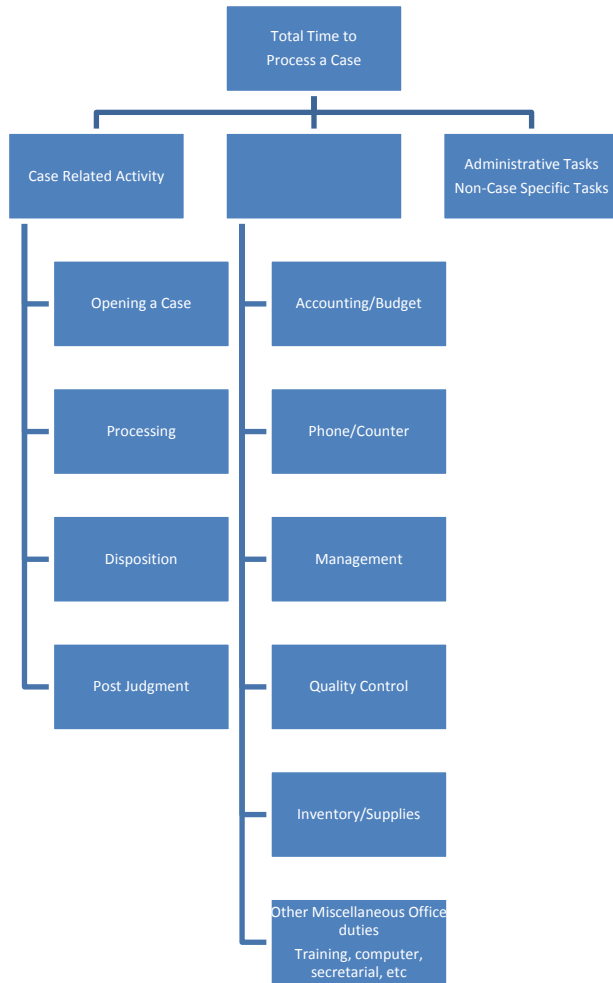 Total Time to
Process a Case
Case Related Activity
Administrative Tasks
Non-Case Specific Tasks
Opening a Case
Processing
Disposition
Post Judgment
Accounting/Budget
Phone/Counter
Management
Quality Control
Inventory/Supplies
Other Miscellaneous Office
duties
Training, computer,
secretarial, etc